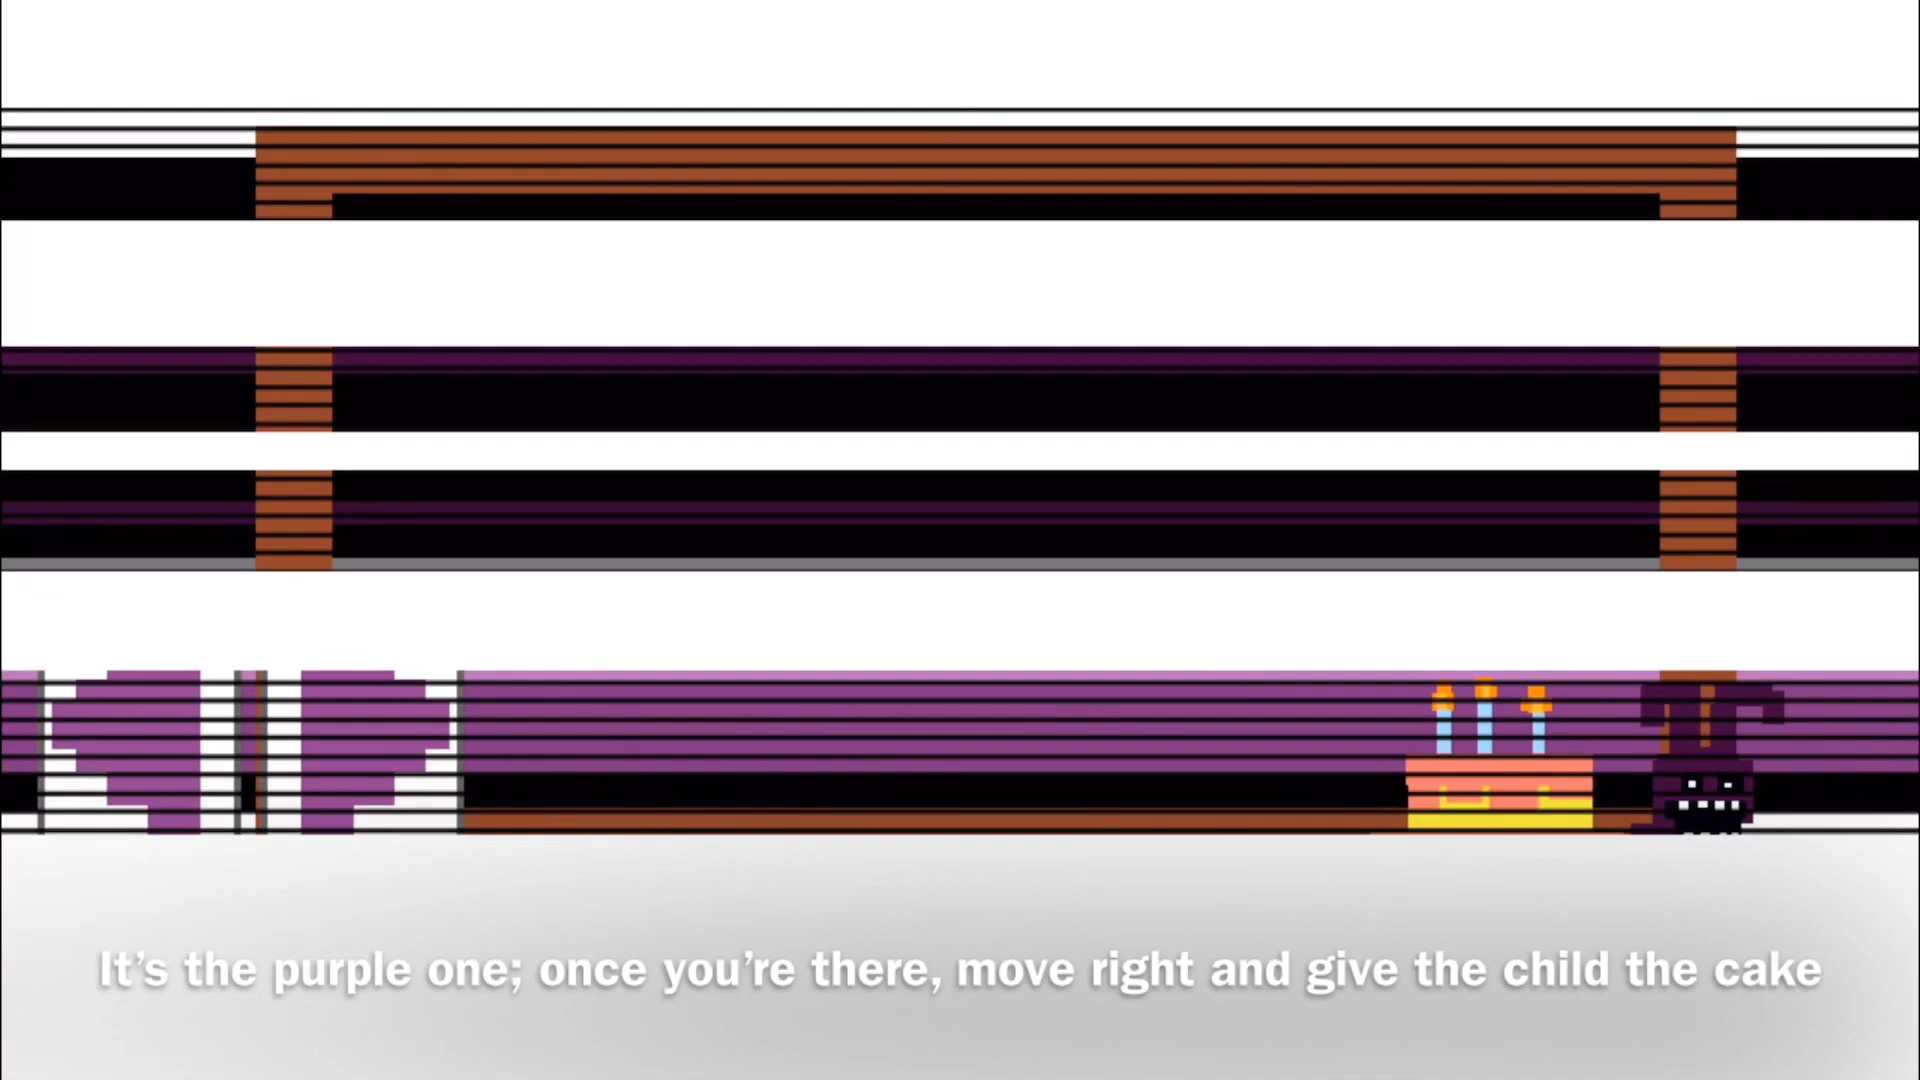 It’s the purple one; once you’re there, move right and give the child the cake